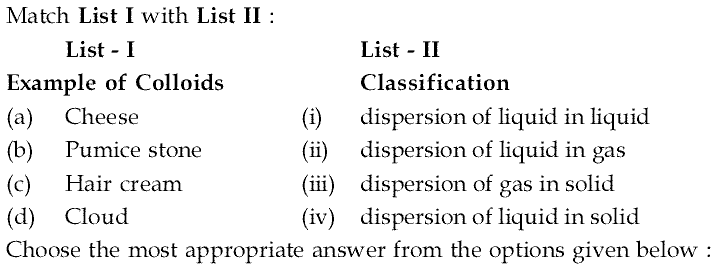 Match List I with List II :
List - I List - II
Example of Colloids Classification
(a) Cheese (i) dispersion of liquid in liquid
(b) Pumice stone (ii) dispersion of liquid in gas
(c) Hair cream (iii) dispersion of gas in solid
(d) Cloud (iv) dispersion of liquid in solid
Choose the most appropriate answer from the options given below :